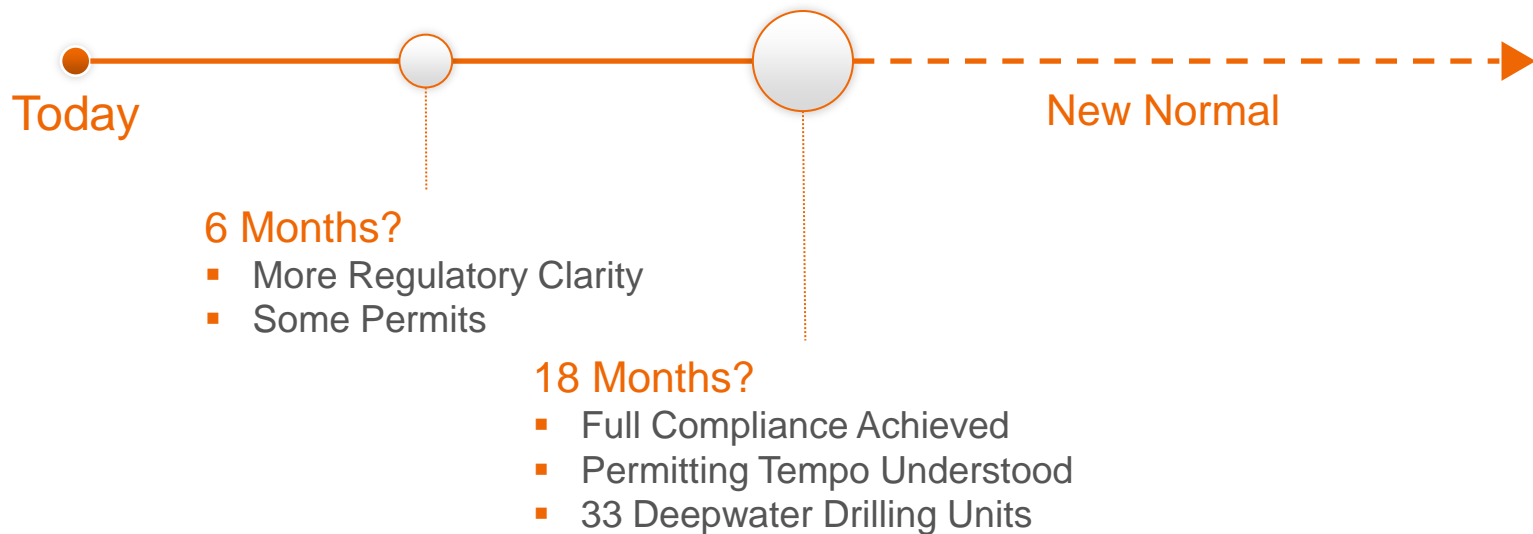 Today
New Normal
6 Months?
▪ More Regulatory Clarity
▪ Some Permits
18 Months?
▪ Full Compliance Achieved
▪ Permitting Tempo Understood
▪ 33 Deepwater Drilling Units